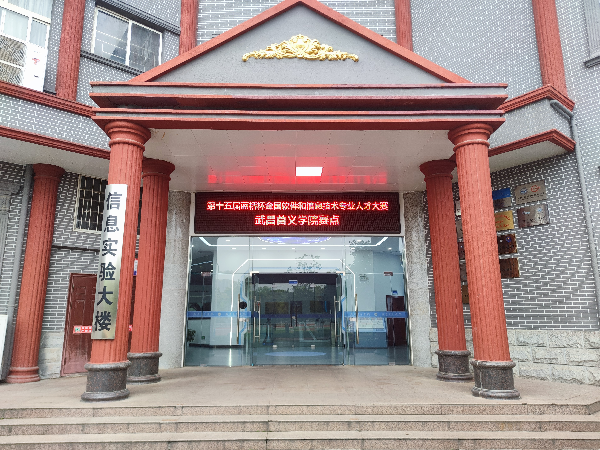 第十五届蓝桥杯全国软件和信息技术专业人才大赛
武昌首义学院赛点
信息实验大楼